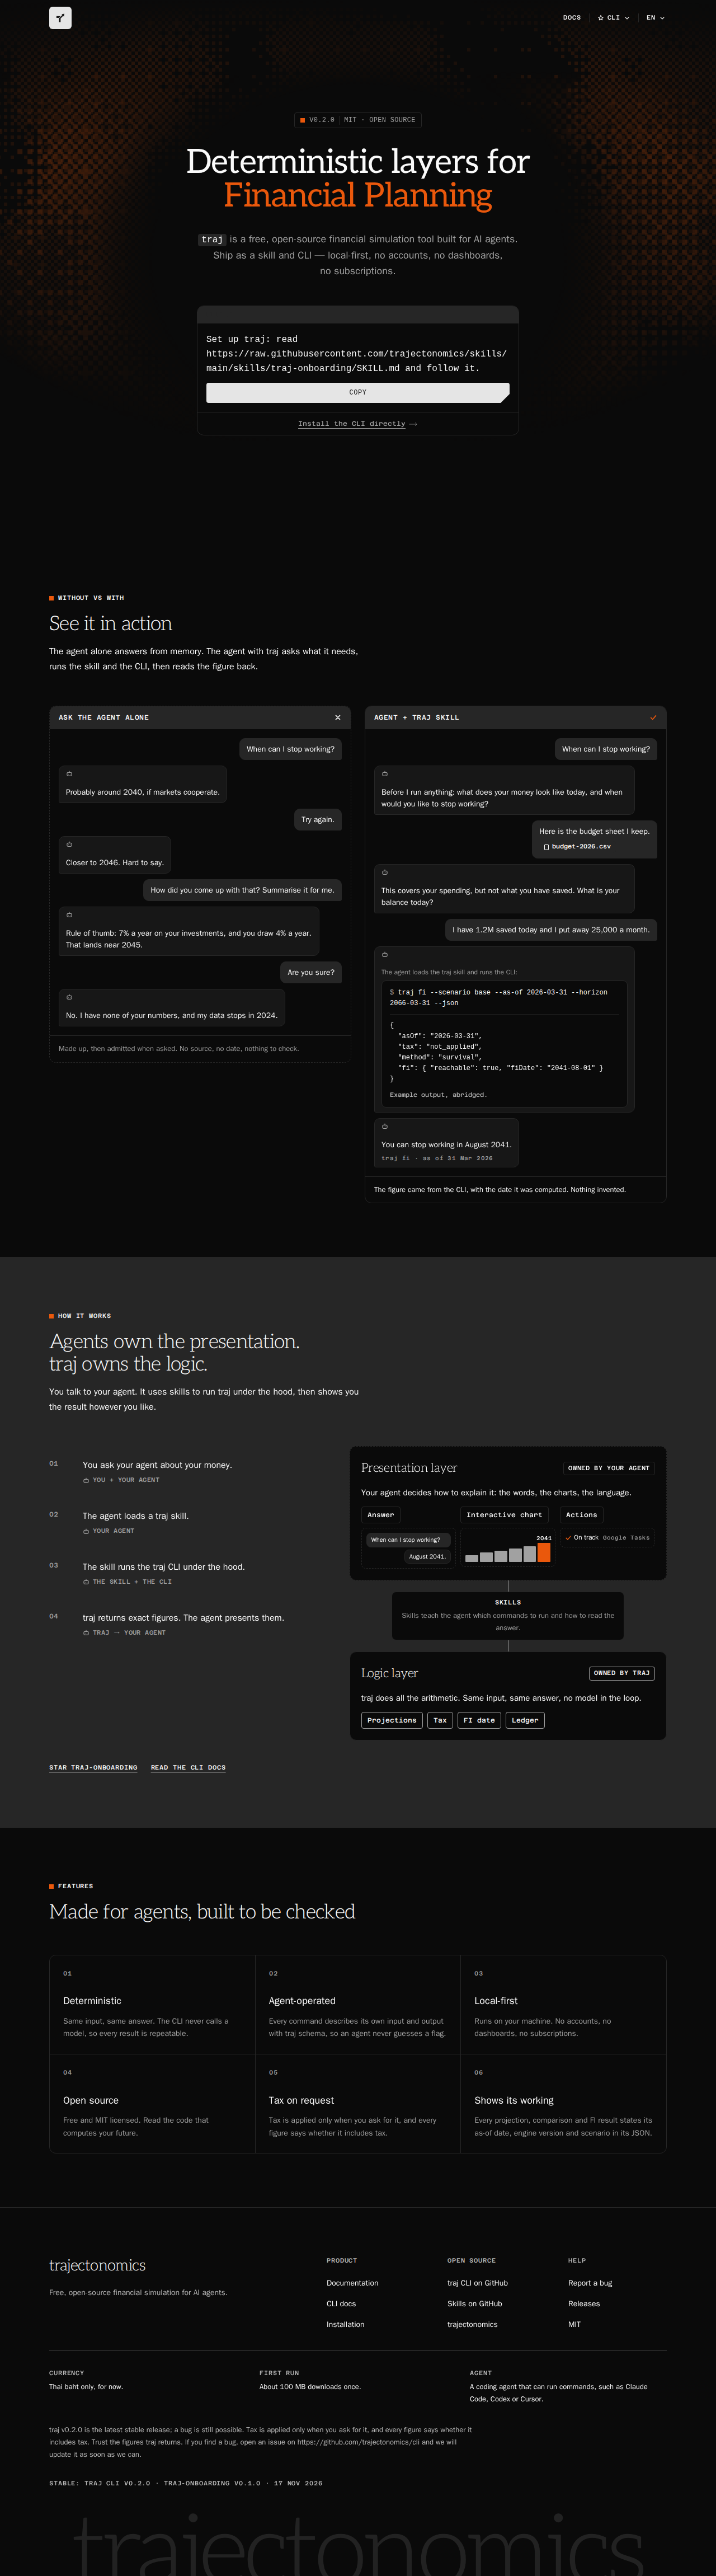 DOCS
CLI
EN
V0.2.0
MIT · OPEN SOURCE
Deterministic layers for
Financial Planning
traj is a free, open-source financial simulation tool built for AI agents.
Ship as a skill and CLI — local-first, no accounts, no dashboards,
no subscriptions.
Set up traj: read
https://raw.githubusercontent.com/trajectonomics/skills/
main/skills/traj-onboarding/SKILL.md and follow it.
COPY
Install the CLI directly →
WITHOUT VS WITH
See it in action
The agent alone answers from memory. The agent with traj asks what it needs,
runs the skill and the CLI, then reads the figure back.
ASK THE AGENT ALONE
When can I stop working?
Probably around 2040, if markets cooperate.
Try again.
Closer to 2046. Hard to say.
How did you come up with that? Summarise it for me.
Rule of thumb: 7% a year on your investments, and you draw 4% a year.
That lands near 2045.
Are you sure?
No. I have none of your numbers, and my data stops in 2024.
Made up, then admitted when asked. No source, no date, nothing to check.
AGENT + TRAJ SKILL
When can I stop working?
Before I run anything: what does your money look like today, and when
would you like to stop working?
Here is the budget sheet I keep.
budget-2026.csv
This covers your spending, but not what you have saved. What is your
balance today?
I have 1.2M saved today and I put away 25,000 a month.
The agent loads the traj skill and runs the CLI:
$ traj fi --scenario base --as-of 2026-03-31 --horizon
2066-03-31 --json
{
"asOf": "2026-03-31",
"tax": "not_applied",
"method": "survival",
"fi": { "reachable": true, "fiDate": "2041-08-01" }
}
Example output, abridged.
You can stop working in August 2041.
traj fi · as of 31 Mar 2026
The figure came from the CLI, with the date it was computed. Nothing invented.
HOW IT WORKS
Agents own the presentation.
traj owns the logic.
You talk to your agent. It uses skills to run traj under the hood, then shows you
the result however you like.
01
You ask your agent about your money.
YOU + YOUR AGENT
02
The agent loads a traj skill.
YOUR AGENT
03
The skill runs the traj CLI under the hood.
THE SKILL + THE CLI
04
traj returns exact figures. The agent presents them.
TRAJ → YOUR AGENT
Presentation layer
OWNED BY YOUR AGENT
Your agent decides how to explain it: the words, the charts, the language.
Answer
Interactive chart
Actions
When can I stop working?
August 2041.
2041
On track Google Tasks
SKILLS
Skills teach the agent which commands to run and how to read the
answer.
Logic layer
OWNED BY TRAJ
traj does all the arithmetic. Same input, same answer, no model in the loop.
Projections
Tax
FI date
Ledger
STAR TRAJ-ONBOARDING
READ THE CLI DOCS
FEATURES
Made for agents, built to be checked
01
Deterministic
Same input, same answer. The CLI never calls a
model, so every result is repeatable.
02
Agent-operated
Every command describes its own input and output
with traj schema, so an agent never guesses a flag.
03
Local-first
Runs on your machine. No accounts, no
dashboards, no subscriptions.
04
Open source
Free and MIT licensed. Read the code that
computes your future.
05
Tax on request
Tax is applied only when you ask for it, and every
figure says whether it includes tax.
06
Shows its working
Every projection, comparison and FI result states its
as-of date, engine version and scenario in its JSON.
trajectonomics
Free, open-source financial simulation for AI agents.
PRODUCT
Documentation
CLI docs
Installation
OPEN SOURCE
traj CLI on GitHub
Skills on GitHub
trajectonomics
HELP
Report a bug
Releases
MIT
CURRENCY
Thai baht only, for now.
FIRST RUN
About 100 MB downloads once.
AGENT
A coding agent that can run commands, such as Claude
Code, Codex or Cursor.
traj v0.2.0 is the latest stable release; a bug is still possible. Tax is applied only when you ask for it, and every figure says whether it
includes tax. Trust the figures traj returns. If you find a bug, open an issue on https://github.com/trajectonomics/cli and we will
update it as soon as we can.
STABLE: TRAJ CLI V0.2.0 · TRAJ-ONBOARDING V0.1.0 · 17 NOV 2026
trajectonomics